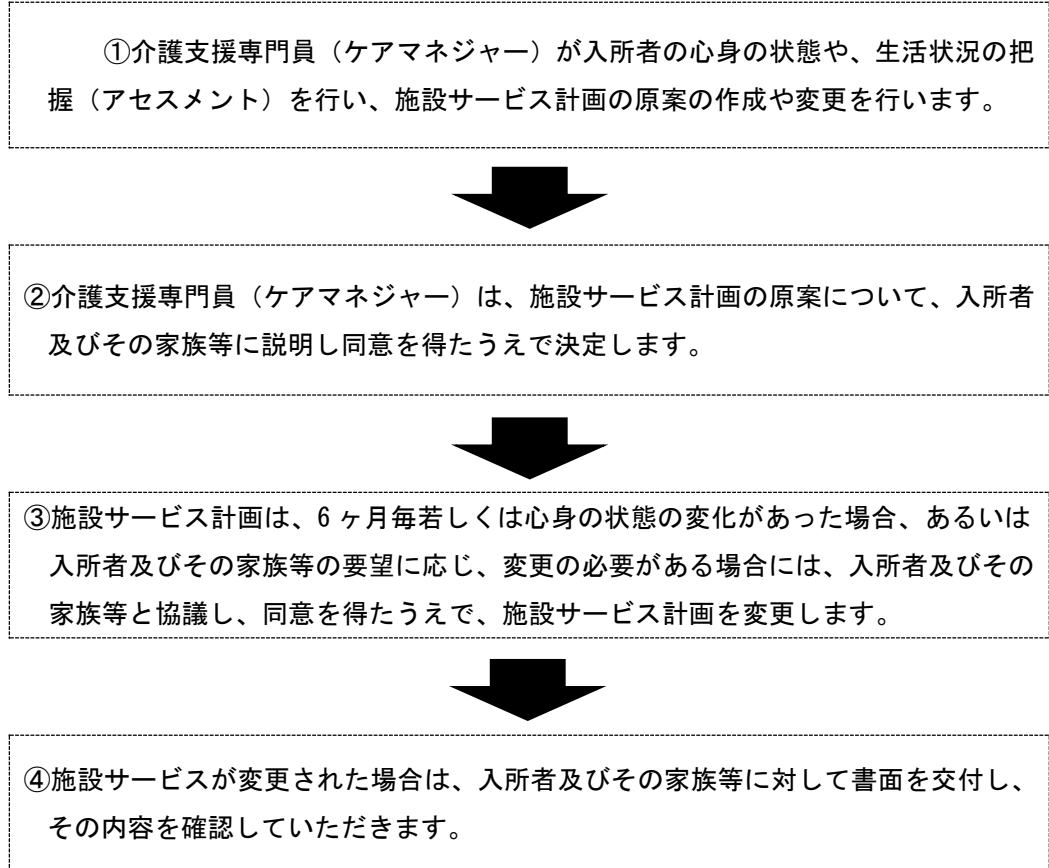 ①介護支援専門員（ケアマネジャー）が入所者の心身の状態や、生活状況の把
握（アセスメント）を行い、施設サービス計画の原案の作成や変更を行います。
②介護支援専門員（ケアマネジャー）は、施設サービス計画の原案について、入所者
及びその家族等に説明し同意を得たうえで決定します。
③施設サービス計画は、6 ヶ月毎若しくは心身の状態の変化があった場合、あるいは
入所者及びその家族等の要望に応じ、変更の必要がある場合には、入所者及びその
家族等と協議し、同意を得たうえで、施設サービス計画を変更します。
④施設サービスが変更された場合は、入所者及びその家族等に対して書面を交付し、
その内容を確認していただきます。